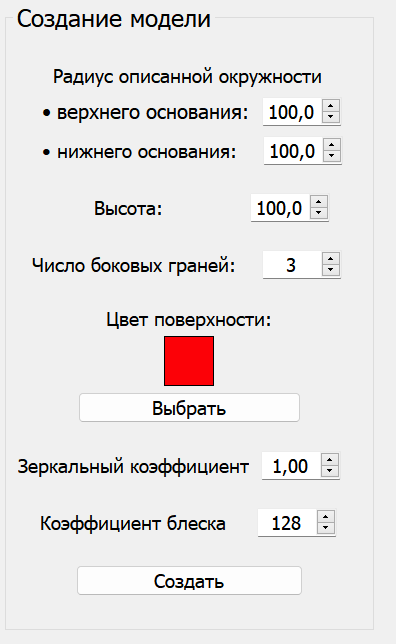 Создание модели
Радиус описанной окружности
• верхнего основания: 100,0
• нижнего основания: 100,0
Высота: 100,0
Число боковых граней: 3
Цвет поверхности:
Выбрать
Зеркальный коэффициент 1,00
Коэффициент блеска 128
Создать